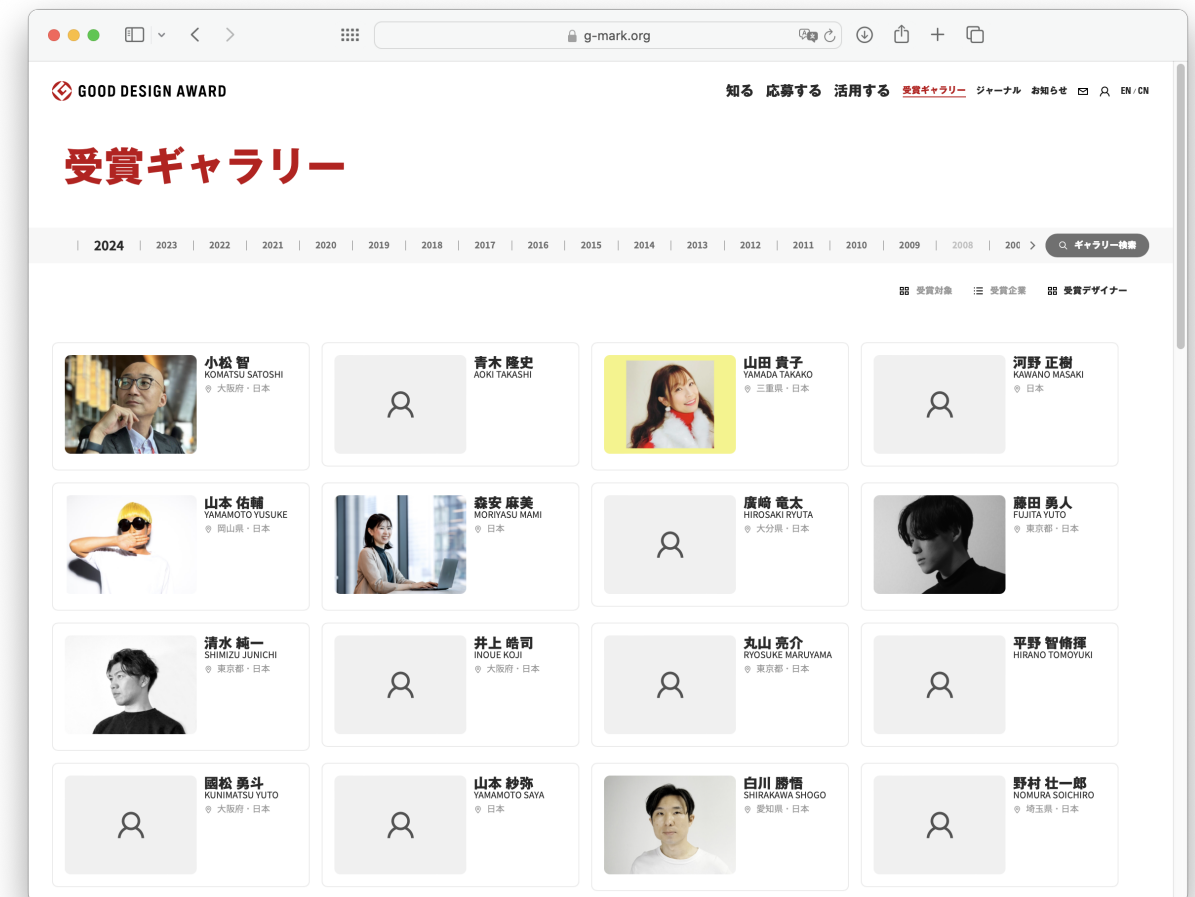 g-mark.org
GOOD DESIGN AWARD
知る 応募する 活用する 受賞ギャラリー ジャーナル お知らせ EN / CN
受賞ギャラリー
2024 2023 2022 2021 2020 2019 2018 2017 2016 2015 2014 2013 2012 2011 2010 2009 2008 ギャラリー検索
受賞対象 受賞企業 受賞デザイナー
小松 智
KOMATSU SATOSHI
大阪府・日本
青木 隆史
AOKI TAKASHI
山田 貴子
YAMADA TAKAKO
三重県・日本
河野 正樹
KAWANO MASAKI
日本
山本 佑輔
YAMAMOTO YUSUKE
岡山県・日本
森安 麻美
MORIYASU MAMI
日本
廣﨑 竜太
HIROSAKI RYUTA
大分県・日本
藤田 勇人
FUJITA YUTO
東京都・日本
清水 純一
SHIMIZU JUNICHI
東京都・日本
井上 皓司
INOUE KOJI
大阪府・日本
丸山 亮介
RYOSUKE MARUYAMA
東京都・日本
平野 智脩揮
HIRANO TOMOYUKI
國松 勇斗
KUNIMATSU YUTO
大阪府・日本
山本 紗弥
YAMAMOTO SAYA
日本
白川 勝悟
SHIRAKAWA SHOGO
愛知県・日本
野村 壮一郎
NOMURA SOICHIRO
埼玉県・日本